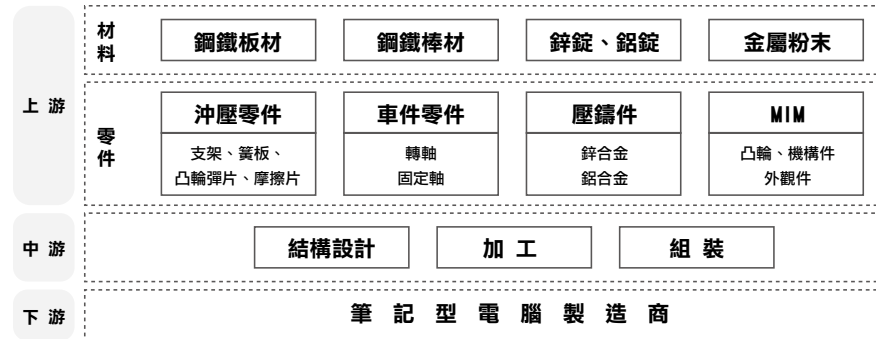 上 游
材
料
鋼鐵板材
鋼鐵棒材
鋅錠、鋁錠
金屬粉末
零
件
沖壓零件
支架、簧板、
凸輪彈片、摩擦片
車件零件
轉軸
固定軸
壓鑄件
鋅合金
鋁合金
MIM
凸輪、機構件
外觀件
中 游
結構設計
加 工
組 裝
下 游
筆 記 型 電 腦 製 造 商